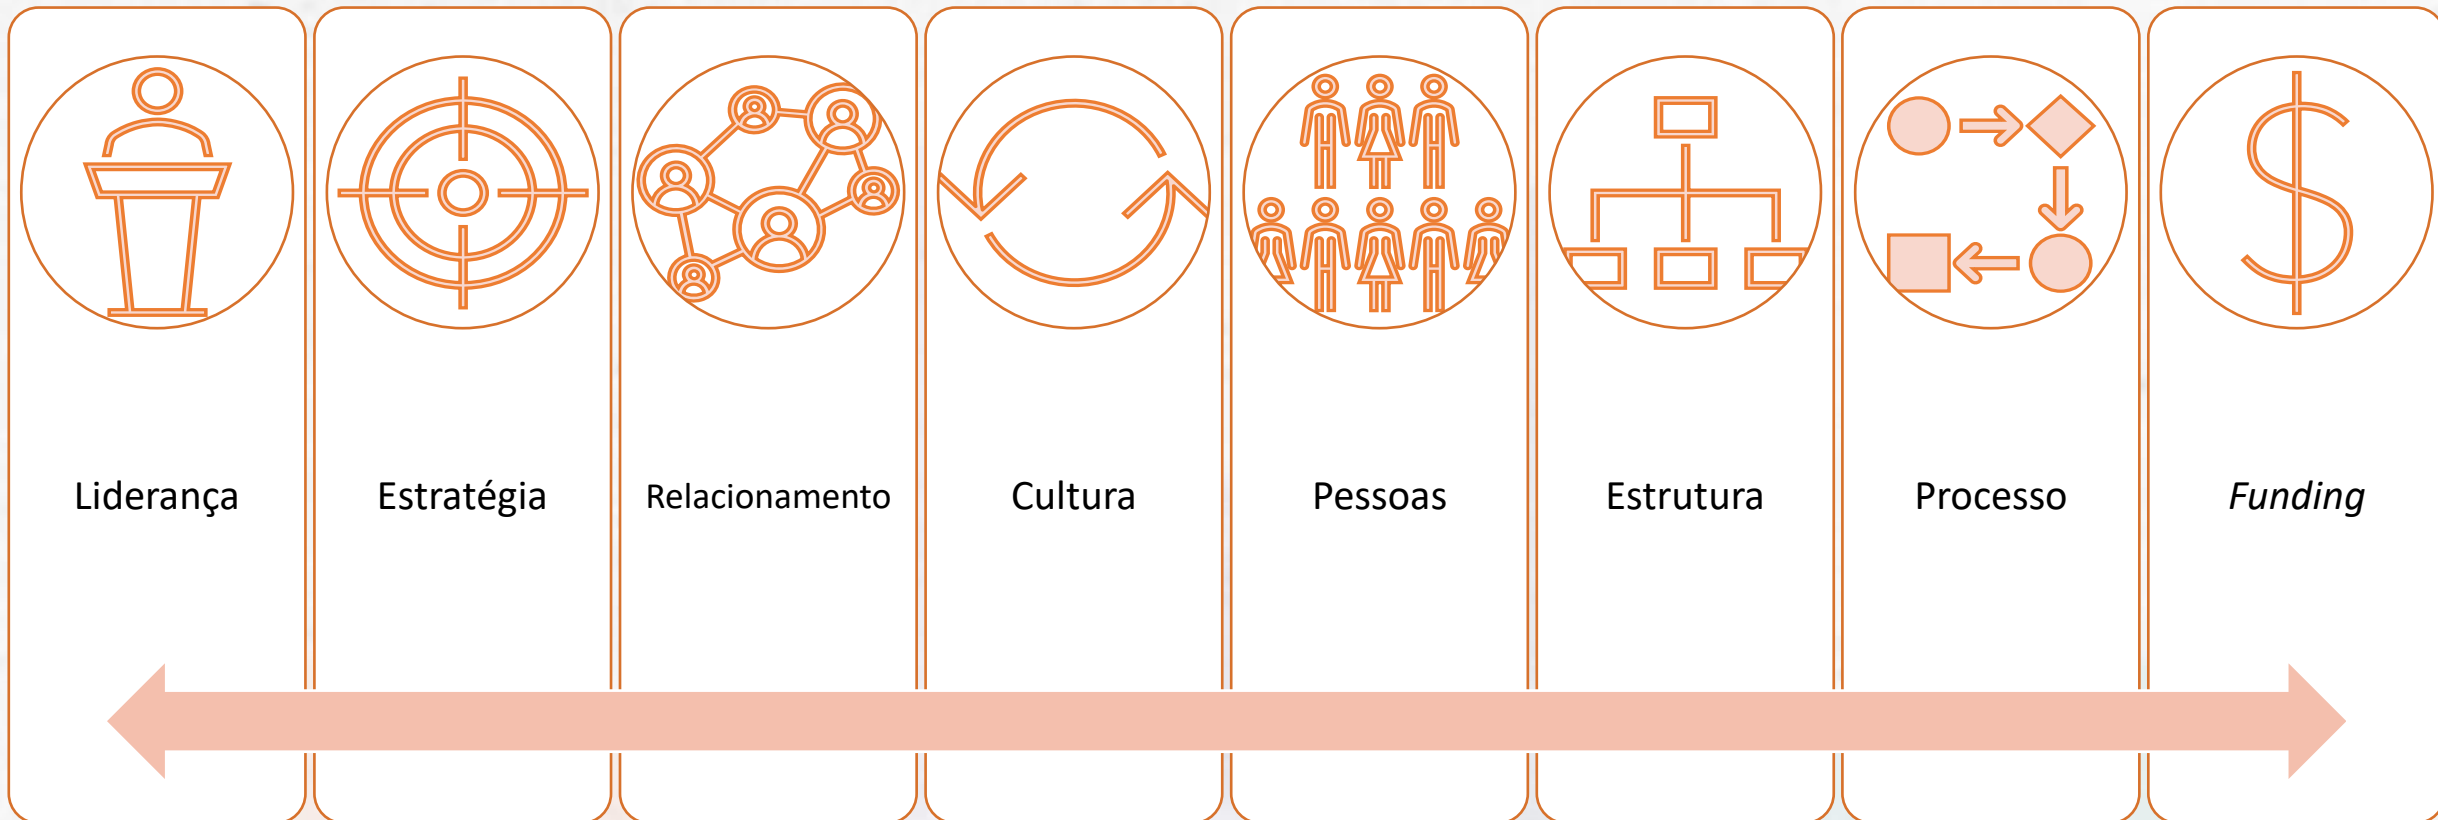 Liderança
Estratégia
Relacionamento
Cultura
Pessoas
Estrutura
Processo
Funding